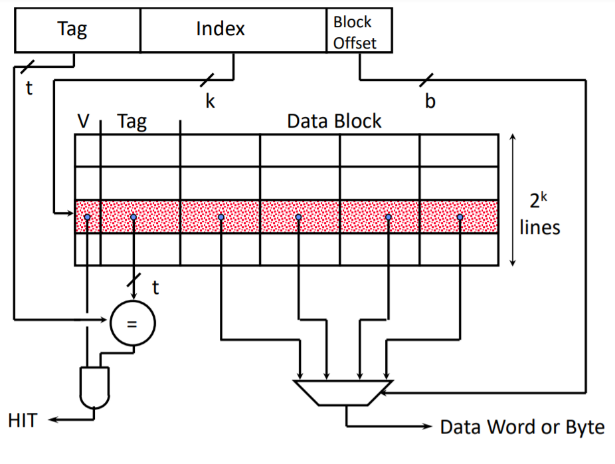 Tag Index Block
Offset
t
k
b
V Tag Data Block
2ᵏ
lines
t
=
HIT
Data Word or Byte